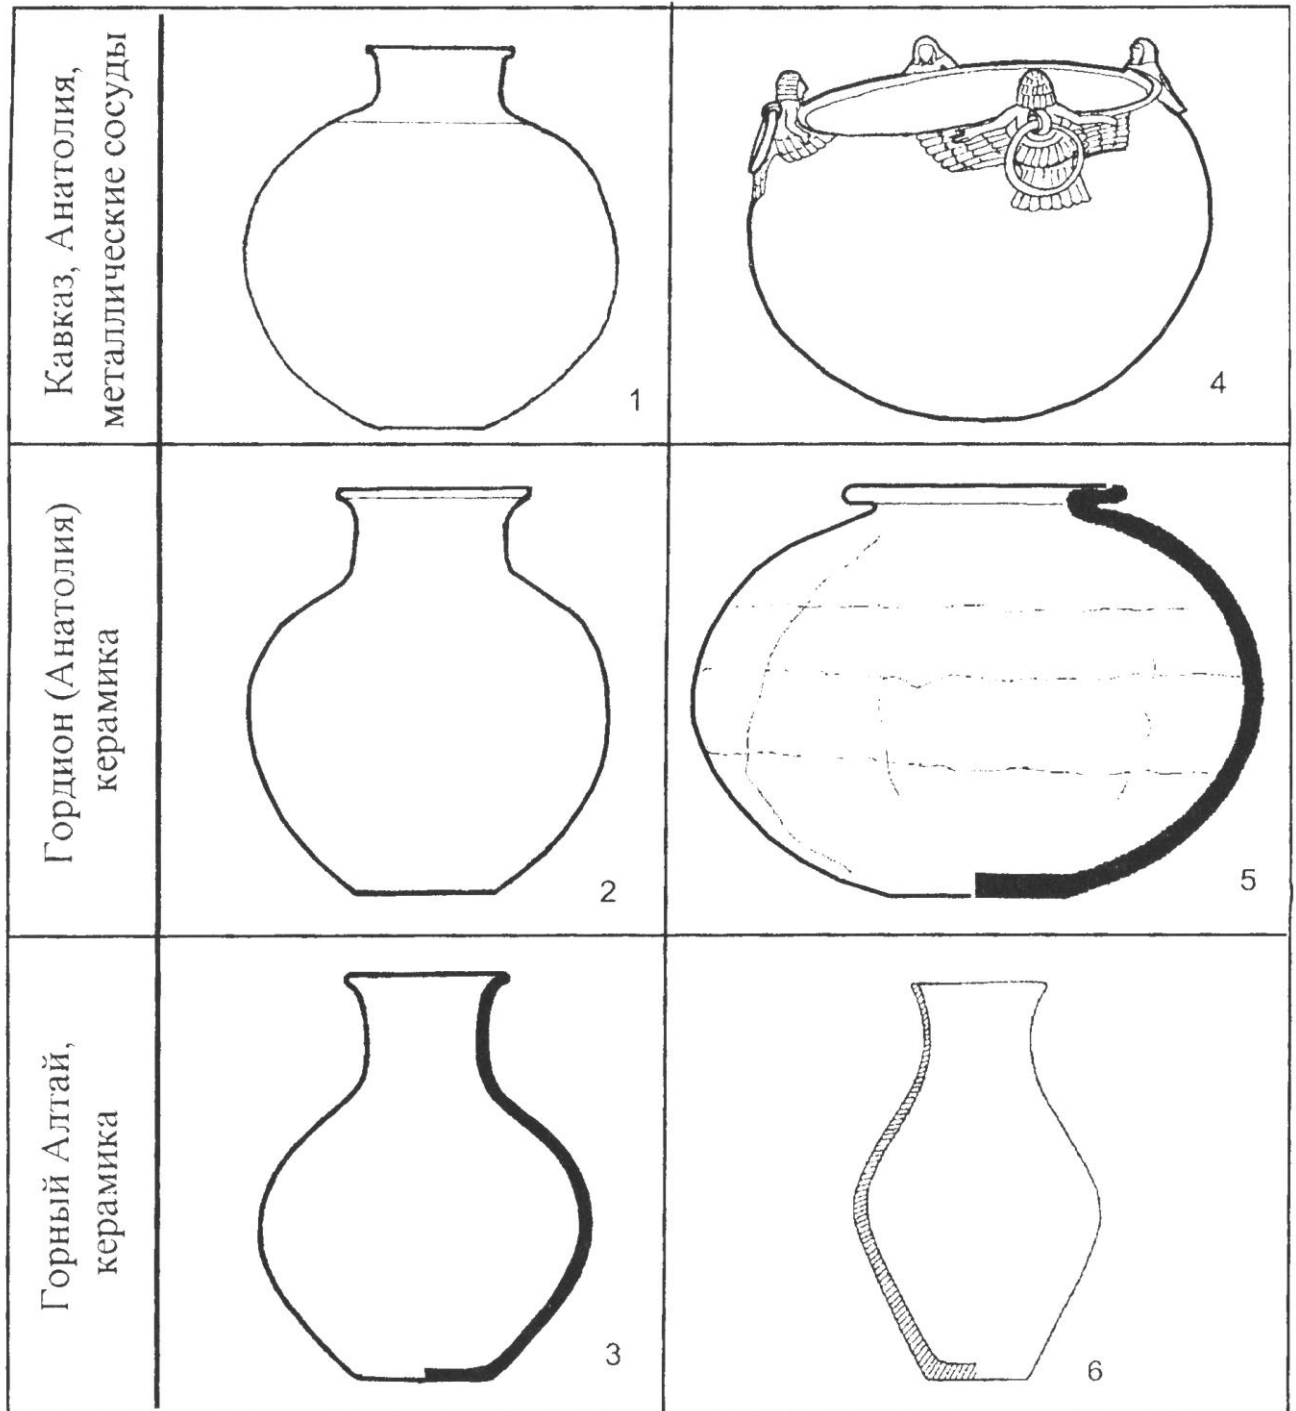 Кавказ, Анатолия,
металлические сосуды
1
4
Гордион (Анатолия)
керамика
2
5
Горный Алтай,
керамика
3
6